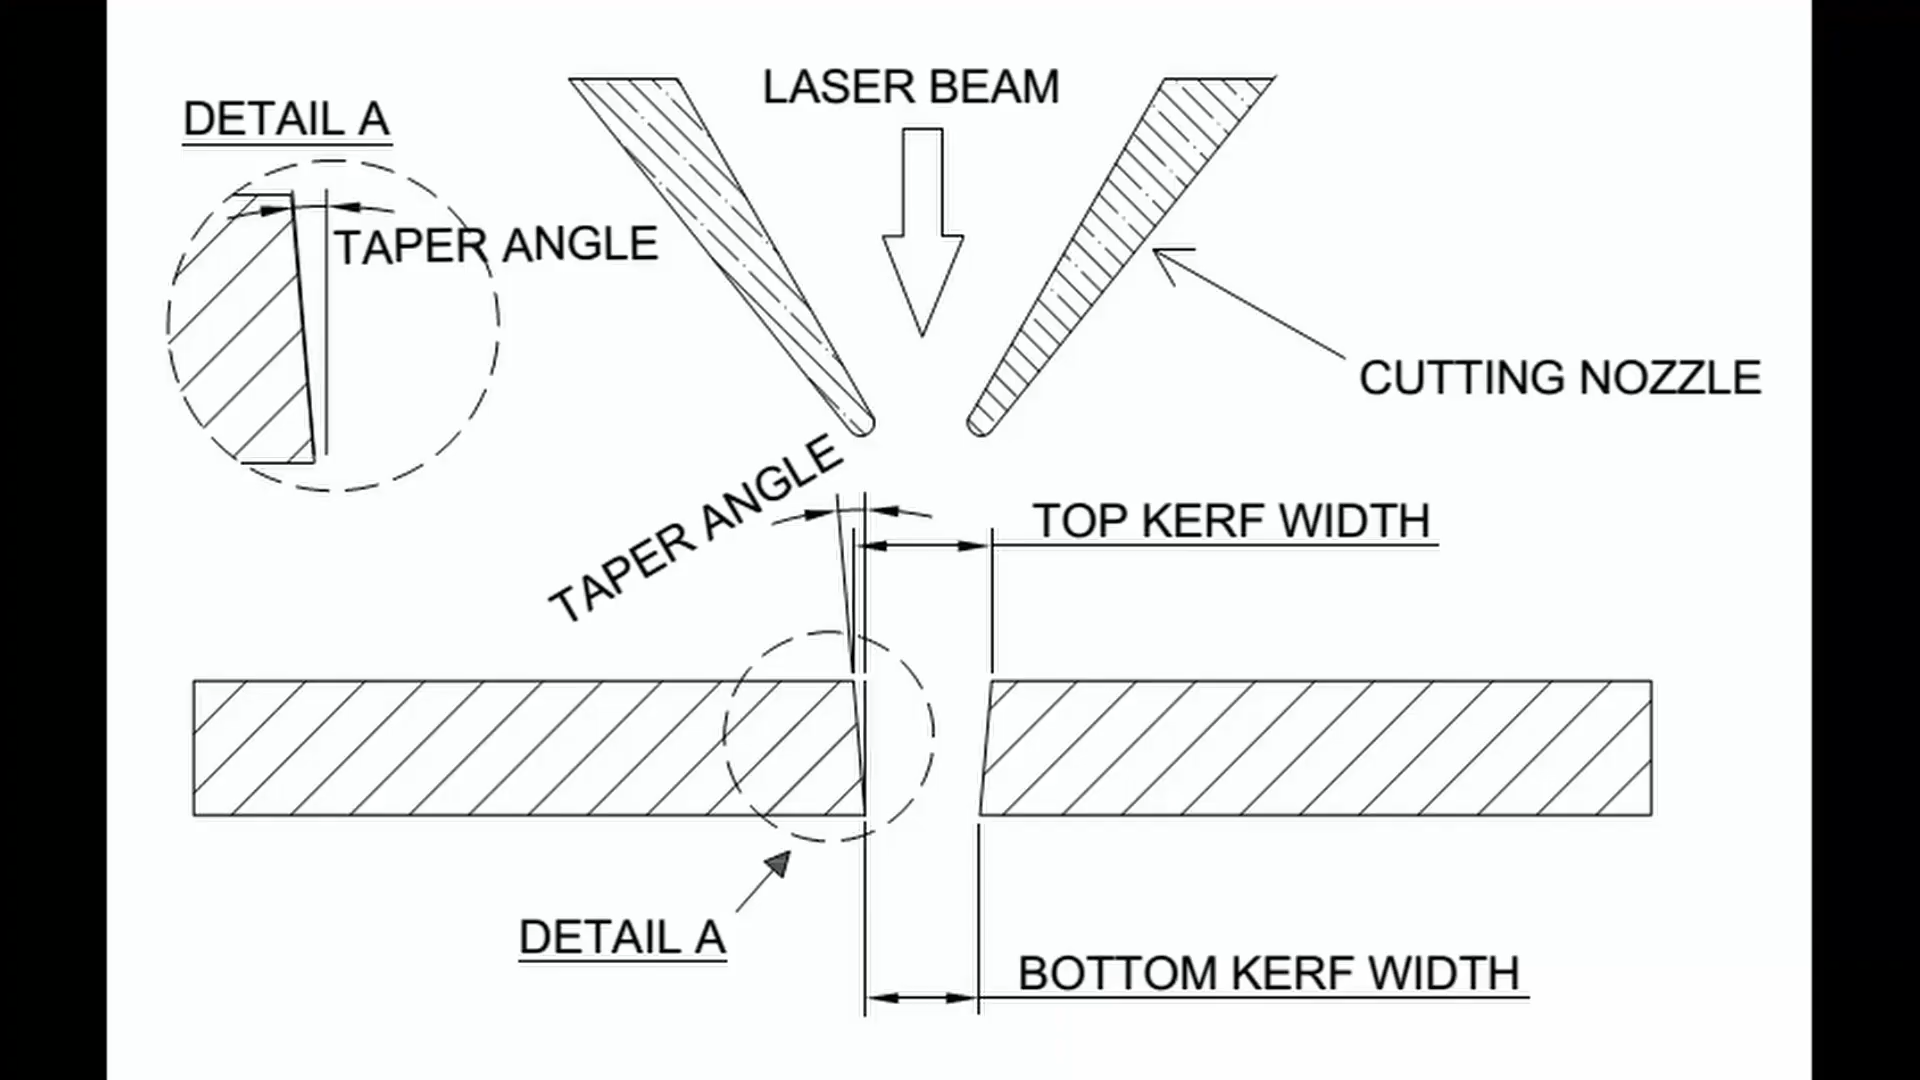 LASER BEAM
DETAIL A
TAPER ANGLE
CUTTING NOZZLE
TAPER ANGLE
TOP KERF WIDTH
DETAIL A
BOTTOM KERF WIDTH